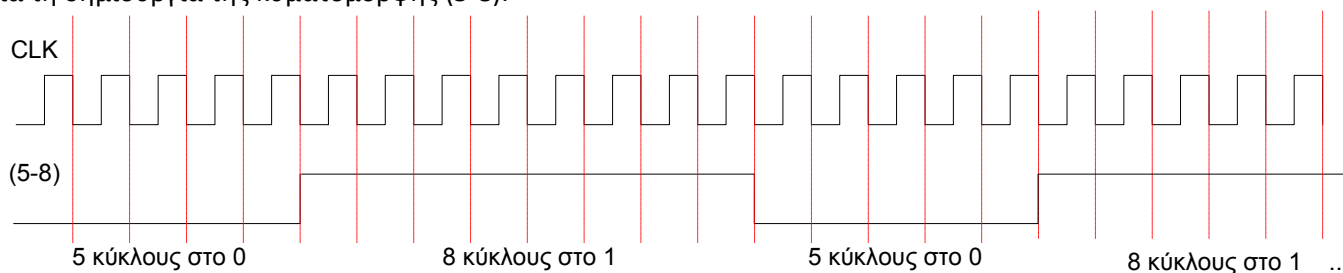 για τη δημιουργία της κυματομορφής (5-8):
CLK
(5-8)
5 κύκλους στο 0 8 κύκλους στο 1 5 κύκλους στο 0 8 κύκλους στο 1 ...